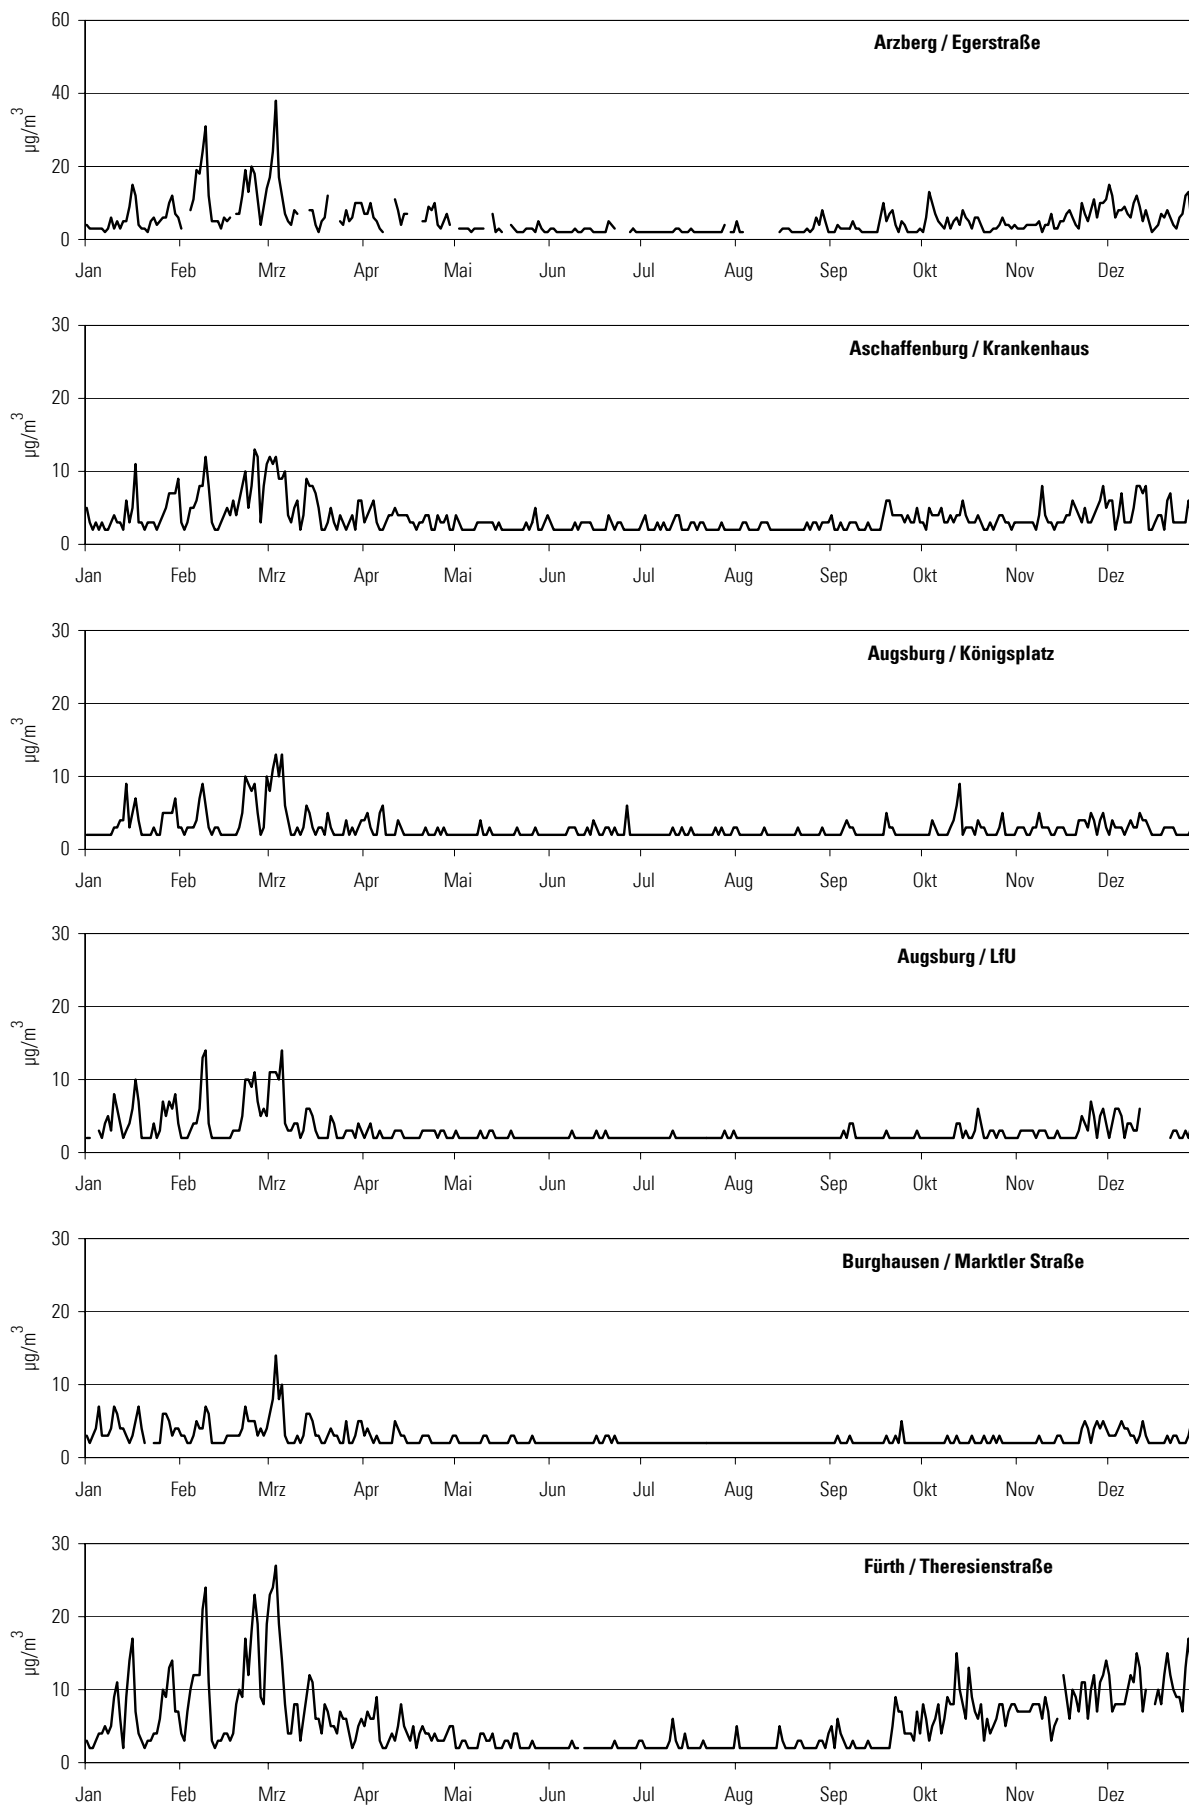 60
Arzberg / Egerstraße
40
µg/m³
20
0
Jan Feb Mrz Apr Mai Jun Jul Aug Sep Okt Nov Dez
30
Aschaffenburg / Krankenhaus
20
µg/m³
10
0
Jan Feb Mrz Apr Mai Jun Jul Aug Sep Okt Nov Dez
30
Augsburg / Königsplatz
20
µg/m³
10
0
Jan Feb Mrz Apr Mai Jun Jul Aug Sep Okt Nov Dez
30
Augsburg / LfU
20
µg/m³
10
0
Jan Feb Mrz Apr Mai Jun Jul Aug Sep Okt Nov Dez
30
Burghausen / Marktler Straße
20
µg/m³
10
0
Jan Feb Mrz Apr Mai Jun Jul Aug Sep Okt Nov Dez
30
Fürth / Theresienstraße
20
µg/m³
10
0
Jan Feb Mrz Apr Mai Jun Jul Aug Sep Okt Nov Dez